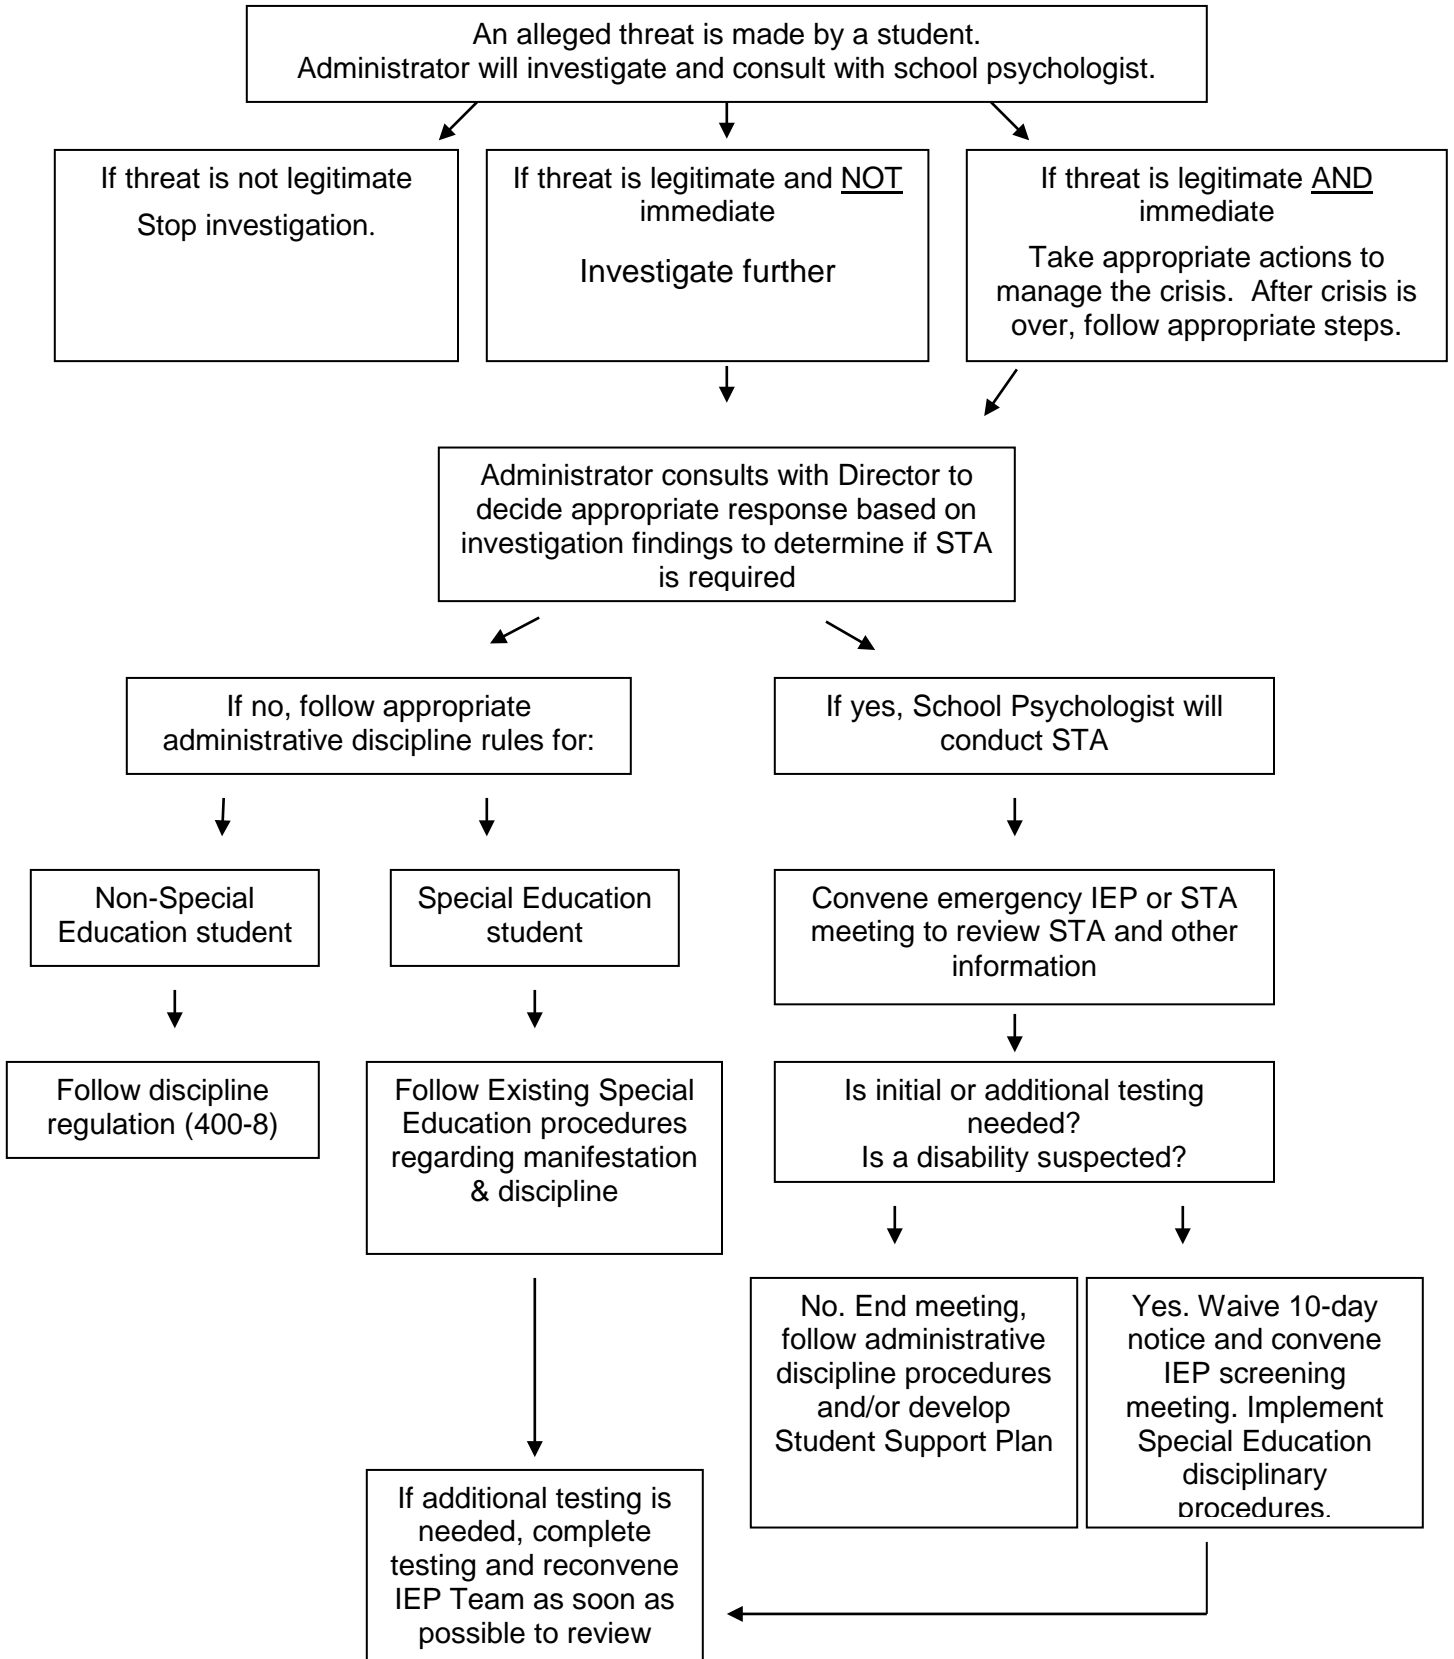 An alleged threat is made by a student.
Administrator will investigate and consult with school psychologist.
If threat is not legitimate
Stop investigation.
If threat is legitimate and NOT
immediate
Investigate further
If threat is legitimate AND
immediate
Take appropriate actions to
manage the crisis.  After crisis is
over, follow appropriate steps.
Administrator consults with Director to
decide appropriate response based on
investigation findings to determine if STA
is required
If no, follow appropriate
administrative discipline rules for:
If yes, School Psychologist will
conduct STA
Non-Special
Education student
Special Education
student
Convene emergency IEP or STA
meeting to review STA and other
information
Follow discipline
regulation (400-8)
Follow Existing Special
Education procedures
regarding manifestation
& discipline
Is initial or additional testing
needed?
Is a disability suspected?
No. End meeting,
follow administrative
discipline procedures
and/or develop
Student Support Plan
Yes. Waive 10-day
notice and convene
IEP screening
meeting. Implement
Special Education
disciplinary
procedures.
If additional testing is
needed, complete
testing and reconvene
IEP Team as soon as
possible to review